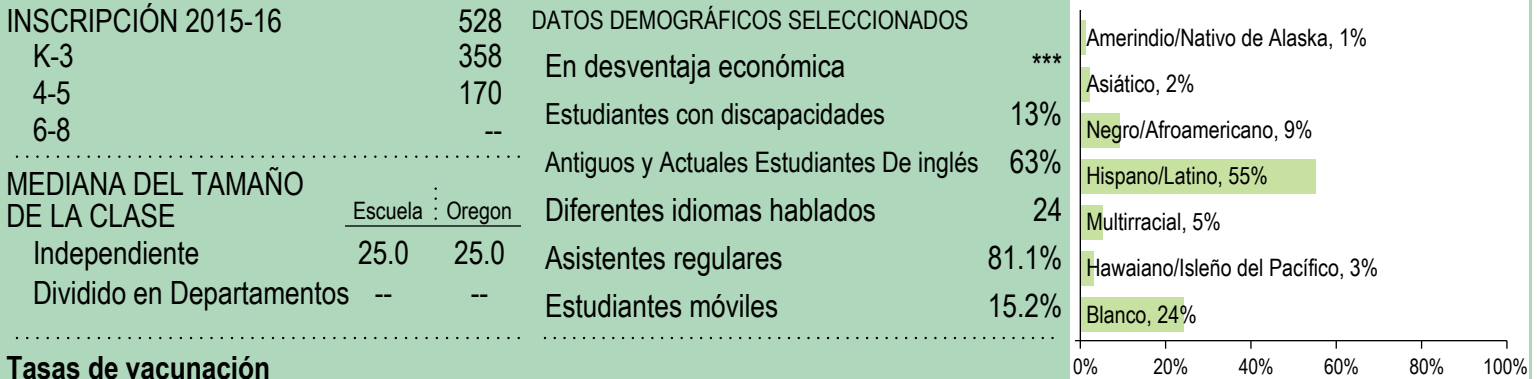 INSCRIPCIÓN 2015-16 528
K-3 358
4-5 170
6-8 --
MEDIANA DEL TAMAÑO
DE LA CLASE Escuela Oregon
Independiente 25.0 25.0
Dividido en Departamentos -- --
Tasas de vacunación
DATOS DEMOGRÁFICOS SELECCIONADOS
En desventaja económica ***
Estudiantes con discapacidades 13%
Antiguos y Actuales Estudiantes De inglés 63%
Diferentes idiomas hablados 24
Asistentes regulares 81.1%
Estudiantes móviles 15.2%
Amerindio/Nativo de Alaska, 1%
Asiático, 2%
Negro/Afroamericano, 9%
Hispano/Latino, 55%
Multirracial, 5%
Hawaiano/Isleño del Pacífico, 3%
Blanco, 24%
0% 20% 40% 60% 80% 100%